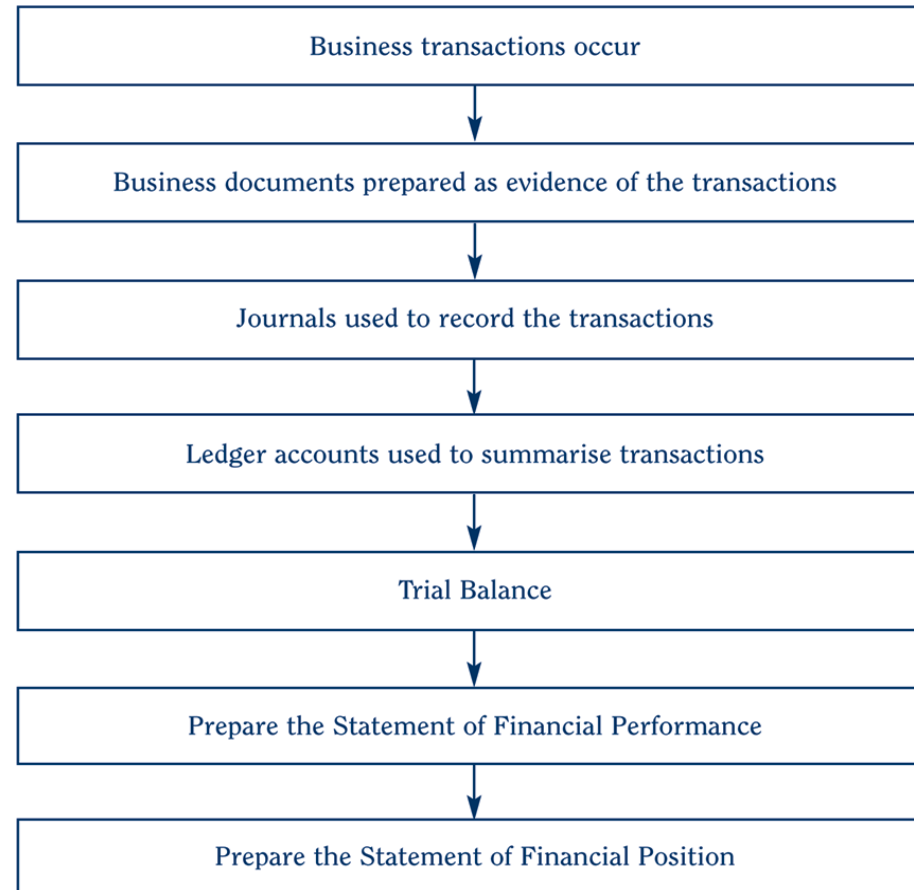 Business transactions occur
Business documents prepared as evidence of the transactions
Journals used to record the transactions
Ledger accounts used to summarise transactions
Trial Balance
Prepare the Statement of Financial Performance
Prepare the Statement of Financial Position